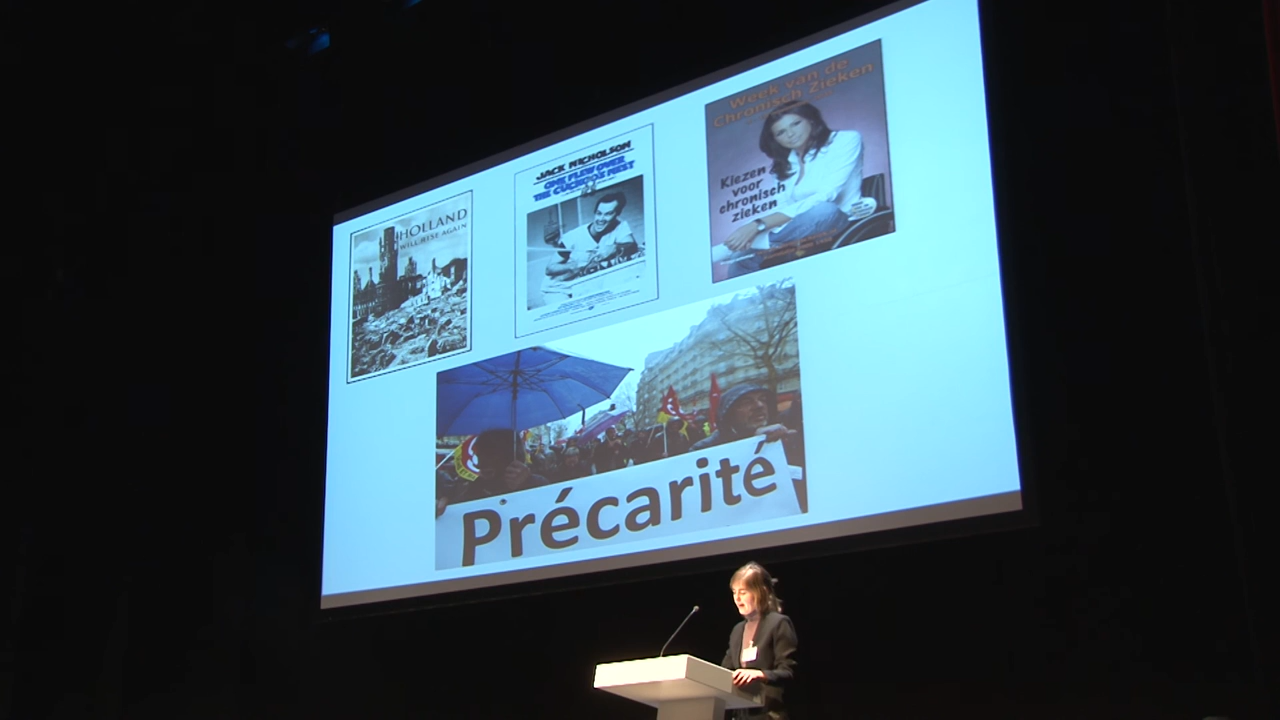 HOLLAND
WILL RISE AGAIN
JACK NICHOLSON
ONE FLEW OVER
THE CUCKOO'S NEST
Week van de
Chronisch Zieken
Kiezen
voor
chronisch
zieken
Précarité